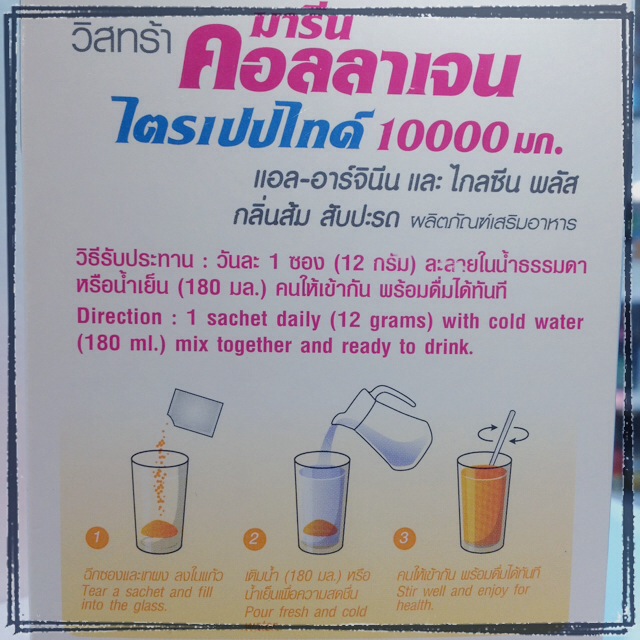 มารีน
วิสทร้า คอลลาเจน
ไตรเปปไทด์ 10000 มก.
แอล-อาร์จินีน และ ไกลซีน พลัส
กลิ่นส้ม สับปะรด ผลิตภัณฑ์เสริมอาหาร
วิธีรับประทาน : วันละ 1 ซอง (12 กรัม) ละลายในน้ำธรรมดา
หรือน้ำเย็น (180 มล.) คนให้เข้ากัน พร้อมดื่มได้ทันที
Direction : 1 sachet daily (12 grams) with cold water
(180 ml.) mix together and ready to drink.
1
ฉีกซองและเทผง ลงในแก้ว
Tear a sachet and fill
into the glass.
2
เติมน้ำ (180 มล.) หรือ
น้ำเย็นเพื่อความสดชื่น
Pour fresh and cold
3
คนให้เข้ากัน พร้อมดื่มได้ทันที
Stir well and enjoy for
health.